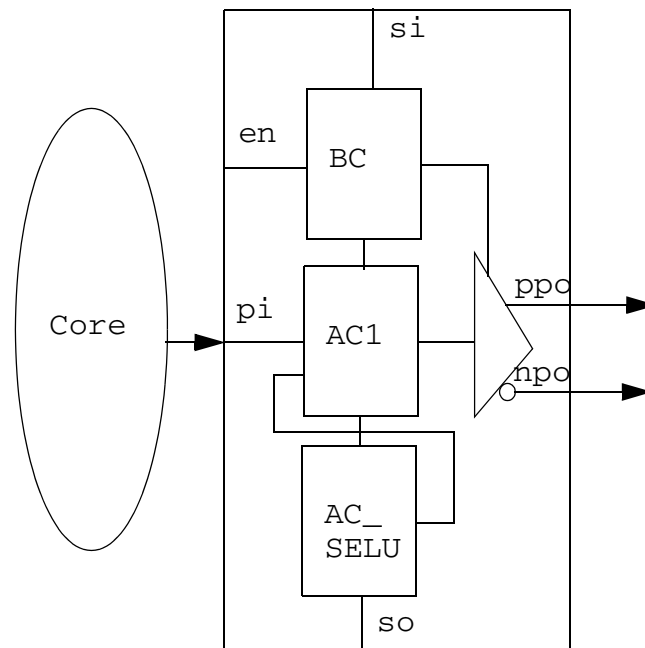 si
en
BC
pi
ppo
Core
AC1
npo
AC_
SELU
so